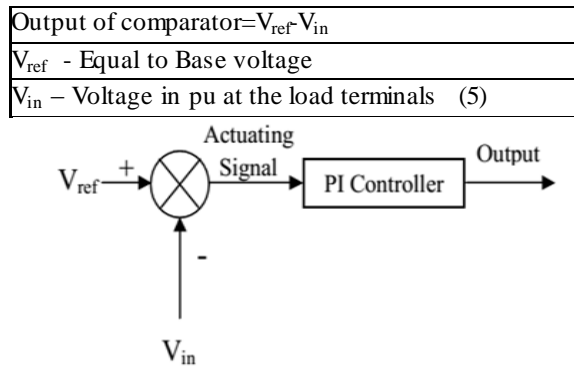 Output of comparator=Vref-Vin
Vref - Equal to Base voltage
Vin – Voltage in pu at the load terminals (5)
Actuating
Signal
Output
Vref
+
PI Controller
-
Vin